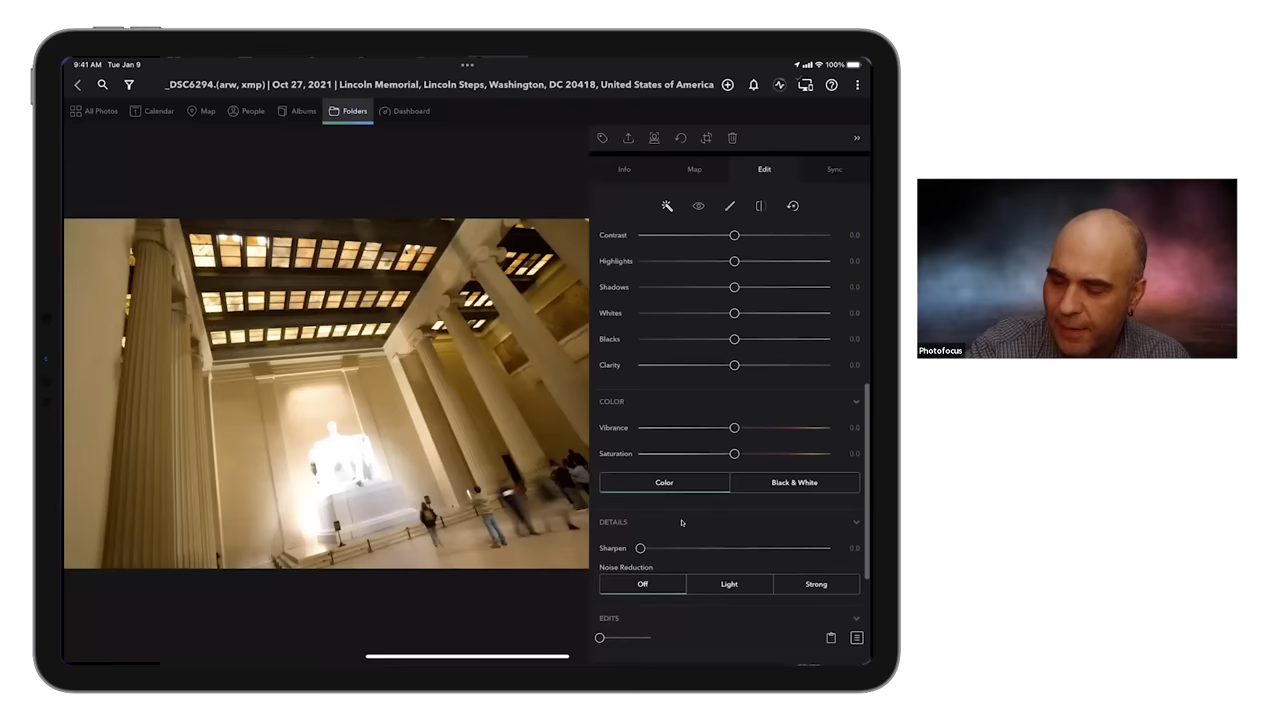 9:41 AM Tue Jan 9
100%
_DSC6294.(arw, xmp) | Oct 27, 2021 | Lincoln Memorial, Lincoln Steps, Washington, DC 20418, United States of America
All Photos Calendar Map People Albums Folders Dashboard
Info Map Edit Sync
Contrast 0.0
Highlights 0.0
Shadows 0.0
Whites 0.0
Blacks 0.0
Clarity 0.0
COLOR
Vibrance 0.0
Saturation 0.0
Color Black & White
DETAILS
Sharpen 0.0
Noise Reduction
Off Light Strong
EDITS
Photofocus